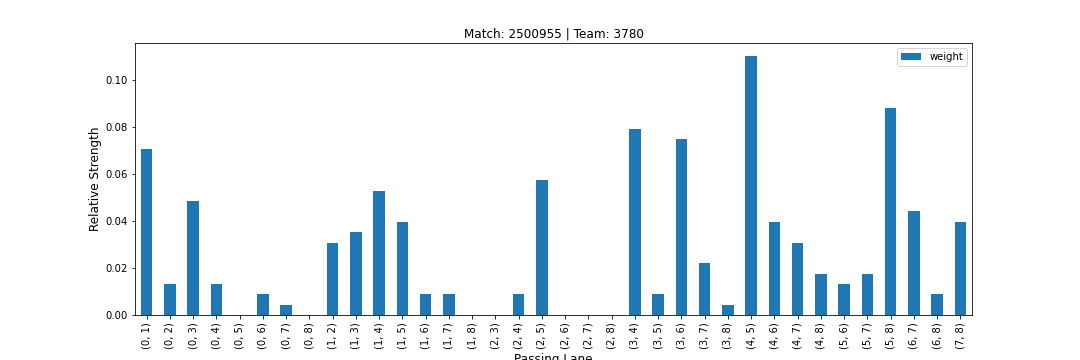 Match: 2500955 | Team: 3780
weight
Relative Strength
0.10
0.08
0.06
0.04
0.02
0.00
(0, 1) (0, 2) (0, 3) (0, 4) (0, 5) (0, 6) (0, 7) (0, 8) (1, 2) (1, 3) (1, 4) (1, 5) (1, 6) (1, 7) (1, 8) (2, 3) (2, 4) (2, 5) (2, 6) (2, 7) (2, 8) (3, 4) (3, 5) (3, 6) (3, 7) (3, 8) (4, 5) (4, 6) (4, 7) (4, 8) (5, 6) (5, 7) (5, 8) (6, 7) (6, 8) (7, 8)
Passing Lane